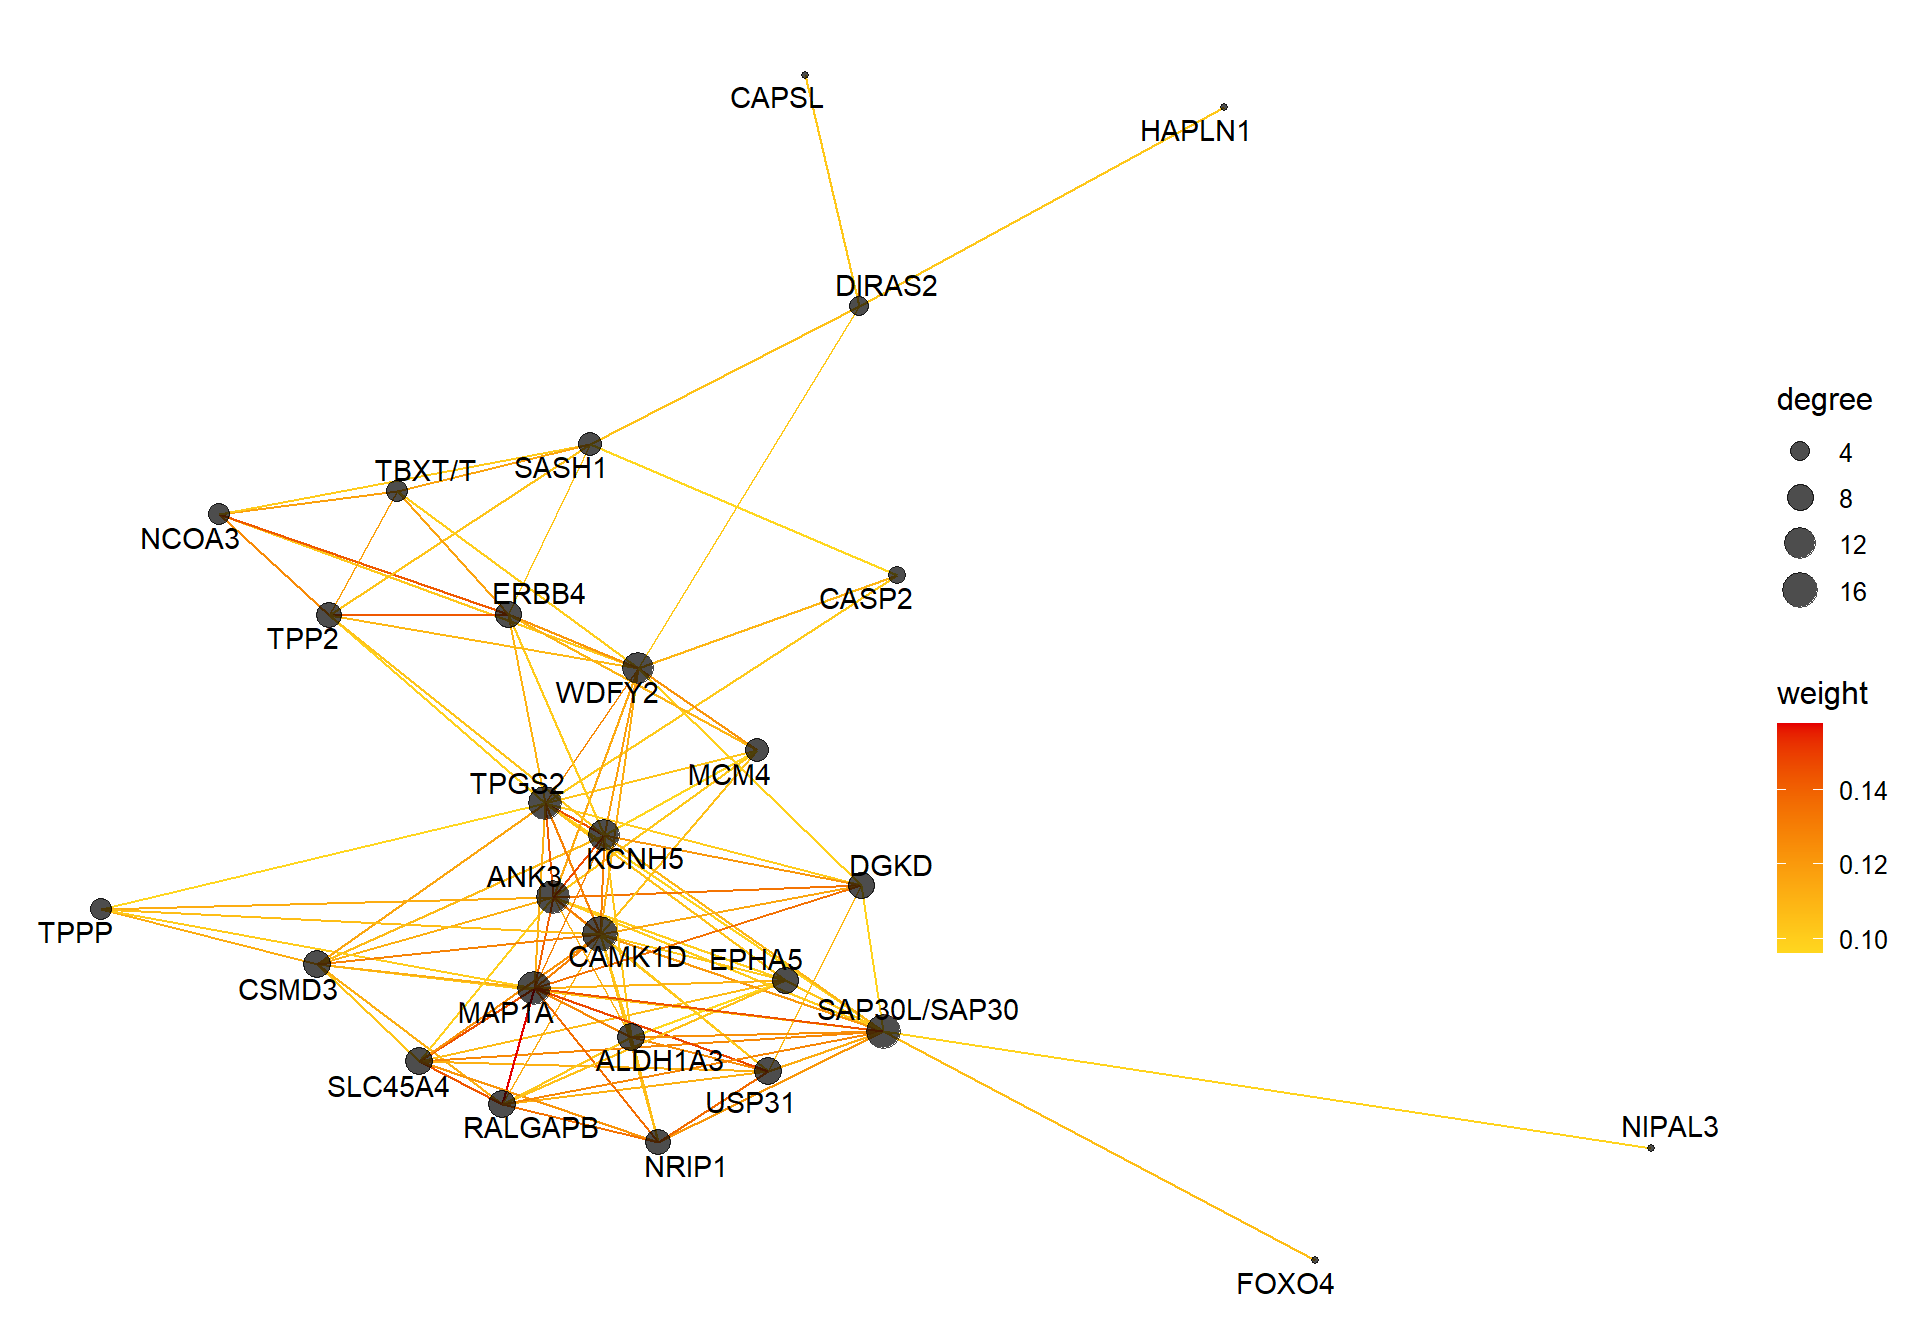 CAPSL
HAPLN1
DIRAS2
TBXT/T
SASH1
NCOA3
ERBB4
CASP2
TPP2
WDFY2
MCM4
TPGS2
KCNH5
ANK3
DGKD
TPPP
CAMK1D
EPHA5
CSMD3
MAP1A
SAP30L/SAP30
ALDH1A3
SLC45A4
USP31
RALGAPB
NRIP1
NIPAL3
FOXO4
degree
4
8
12
16
weight
0.14
0.12
0.10